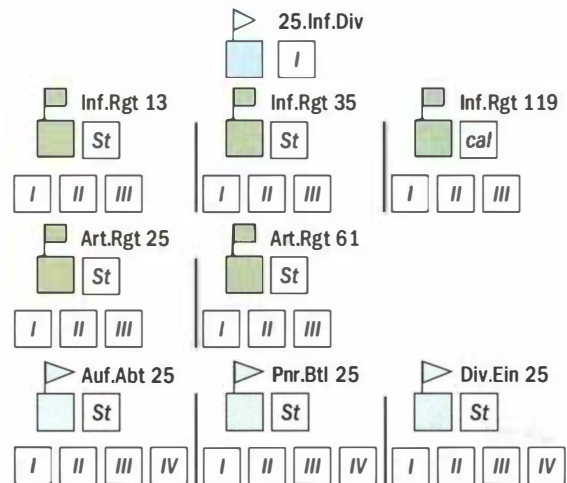 25.Inf.Div
I
Inf.Rgt 13 Inf.Rgt 35 Inf.Rgt 119
St St cal
I II III I II III I II III
Art.Rgt 25 Art.Rgt 61
St St
I II III I II III
Auf.Abt 25 Pnr.Btl 25 Div.Ein 25
St St St
I II III IV I II III IV I II III IV